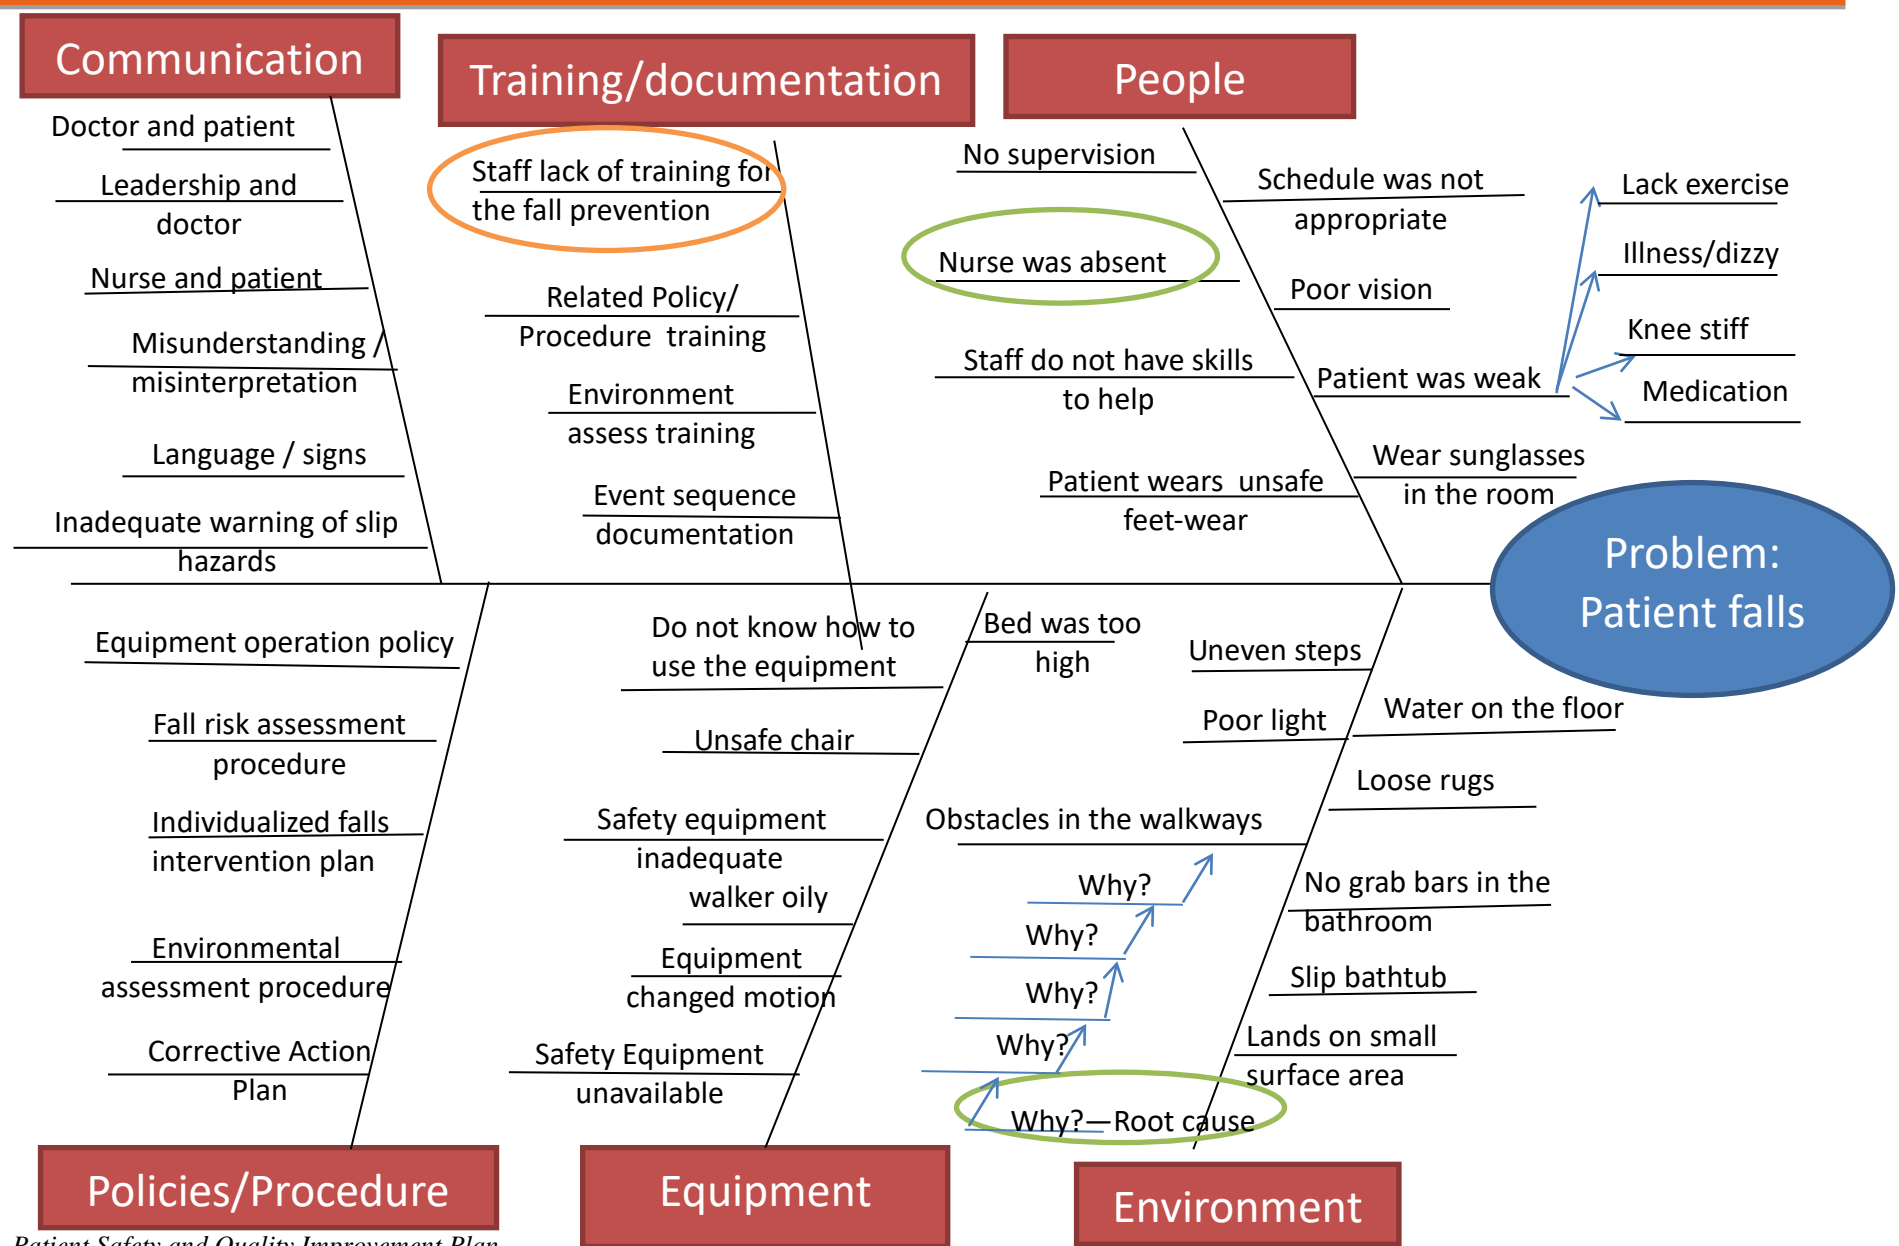 Communication
Doctor and patient
Leadership and
doctor
Nurse and patient
Misunderstanding /
misinterpretation
Language / signs
Inadequate warning of slip
hazards
Training/documentation
Staff lack of training for
the fall prevention
Related Policy/
Procedure training
Environment
assess training
Event sequence
documentation
People
No supervision
Nurse was absent
Staff do not have skills
to help
Patient wears unsafe
feet-wear
Schedule was not
appropriate
Poor vision
Patient was weak
Wear sunglasses
in the room
Lack exercise
Illness/dizzy
Knee stiff
Medication
Problem:
Patient falls
Equipment operation policy
Fall risk assessment
procedure
Individualized falls
intervention plan
Environmental
assessment procedure
Corrective Action
Plan
Policies/Procedure
Do not know how to
use the equipment
Bed was too
high
Unsafe chair
Safety equipment
inadequate
walker oily
Equipment
changed motion
Safety Equipment
unavailable
Equipment
Uneven steps
Poor light
Water on the floor
Loose rugs
Obstacles in the walkways
Why?
Why?
Why?
Why?
Why?—Root cause
No grab bars in the
bathroom
Slip bathtub
Lands on small
surface area
Environment
Patient Safety and Quality Improvement Plan